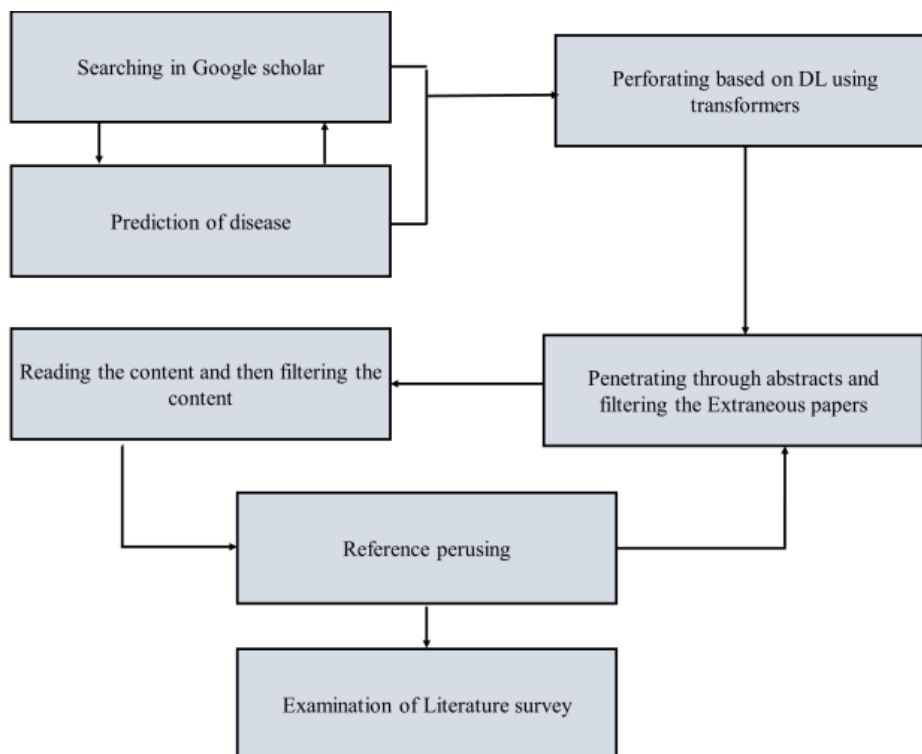 Searching in Google scholar
Perforating based on DL using
transformers
Prediction of disease
Reading the content and then filtering the
content
Penetrating through abstracts and
filtering the Extraneous papers
Reference perusing
Examination of Literature survey